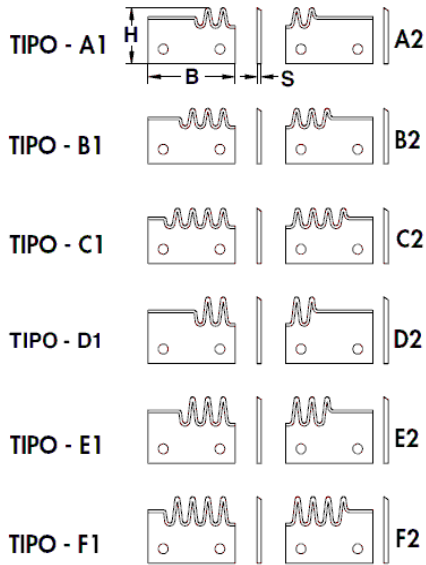 H
TIPO - A1
A2
B
S
TIPO - B1
B2
TIPO - C1
C2
TIPO - D1
D2
TIPO - E1
E2
TIPO - F1
F2